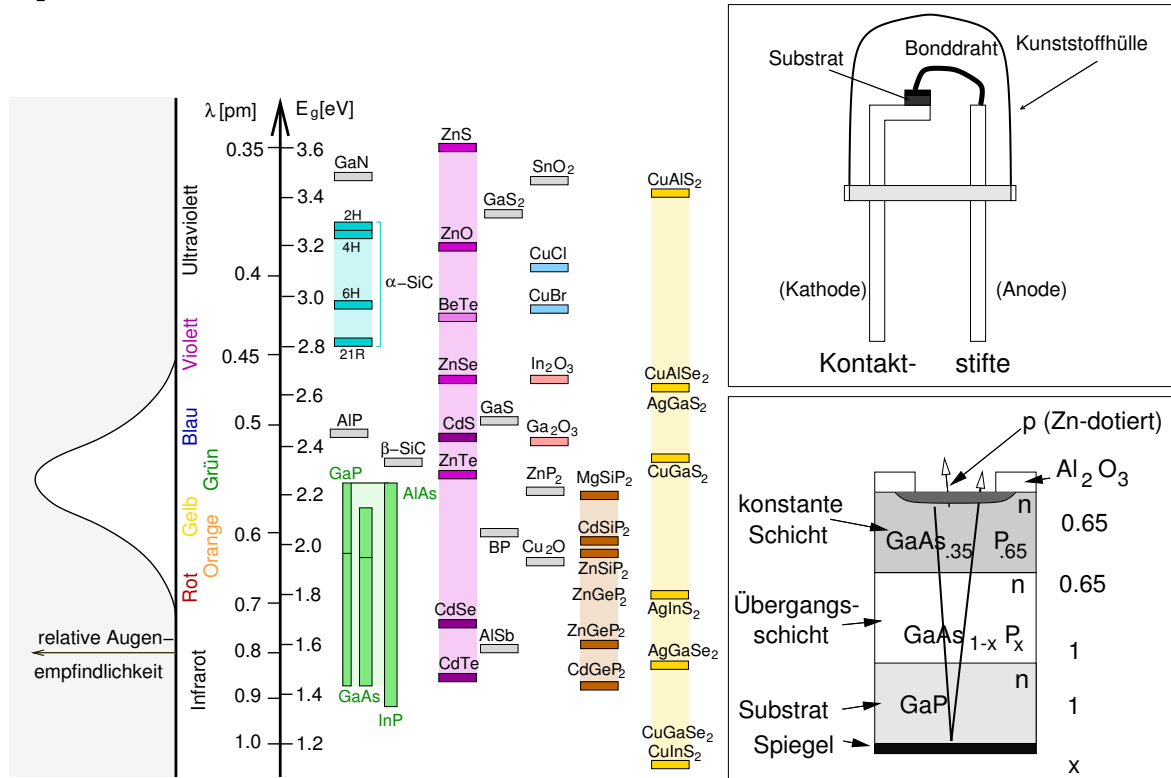 λ [pm]
E g [eV]
0.35
0.4
0.45
0.5
0.6
0.7
0.8
0.9
1.0
3.6
3.4
3.2
3.0
2.8
2.6
2.4
2.2
2.0
1.8
1.6
1.4
1.2
Ultraviolett
Violett
Blau
Grün
Gelb
Orange
Rot
Infrarot
relative Augen−
empfindlichkeit
GaN
2H
4H
6H
21R
α−SiC
AlP
β−SiC
GaP
AlAs
GaAs
InP
ZnS
ZnO
BeTe
ZnSe
CdS
ZnTe
CdSe
CdTe
GaS₂
GaS
BP
AlSb
SnO₂
CuCl
CuBr
In₂O₃
Ga₂O₃
ZnP₂
Cu₂O
MgSiP₂
CdSiP₂
ZnSiP₂
ZnGeP₂
ZnGeP₂
CdGeP₂
CuAlS₂
CuAlSe₂
AgGaS₂
CuGaS₂
AgInS₂
AgGaSe₂
CuGaSe₂
CuInS₂
Substrat
Bonddraht
Kunststoffhülle
(Kathode)
(Anode)
Kontakt-
stifte
p (Zn-dotiert)
Al₂O₃
konstante
Schicht
n
GaAs.35 P.65
0.65
n
0.65
Übergangs-
schicht
GaAs₁₋ₓ Pₓ
1
n
Substrat
GaP
1
Spiegel
x